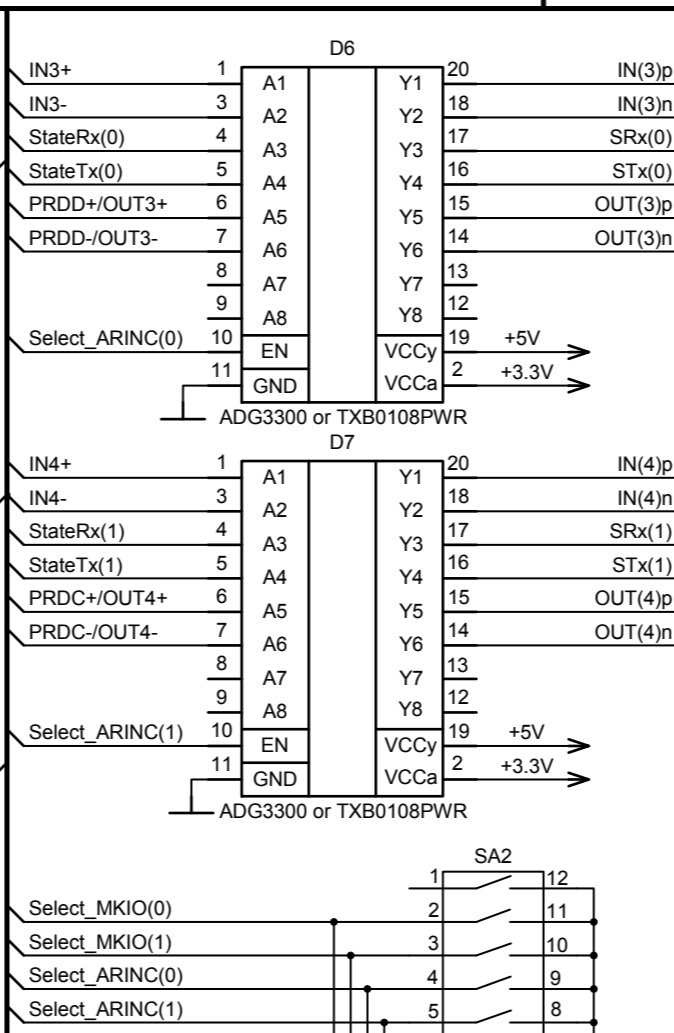 D6
IN3+ 1 A1 Y1 20 IN(3)p
IN3- 3 A2 Y2 18 IN(3)n
StateRx(0) 4 A3 Y3 17 SRx(0)
StateTx(0) 5 A4 Y4 16 STx(0)
PRDD+/OUT3+ 6 A5 Y5 15 OUT(3)p
PRDD-/OUT3- 7 A6 Y6 14 OUT(3)n
8 A7 Y7 13
9 A8 Y8 12
Select_ARINC(0) 10 EN VCCy 19 +5V
11 GND VCCa 2 +3.3V
ADG3300 or TXB0108PWR
D7
IN4+ 1 A1 Y1 20 IN(4)p
IN4- 3 A2 Y2 18 IN(4)n
StateRx(1) 4 A3 Y3 17 SRx(1)
StateTx(1) 5 A4 Y4 16 STx(1)
PRDC+/OUT4+ 6 A5 Y5 15 OUT(4)p
PRDC-/OUT4- 7 A6 Y6 14 OUT(4)n
8 A7 Y7 13
9 A8 Y8 12
Select_ARINC(1) 10 EN VCCy 19 +5V
11 GND VCCa 2 +3.3V
ADG3300 or TXB0108PWR
SA2
1 12
Select_MKIO(0) 2 11
Select_MKIO(1) 3 10
Select_ARINC(0) 4 9
Select_ARINC(1) 5 8